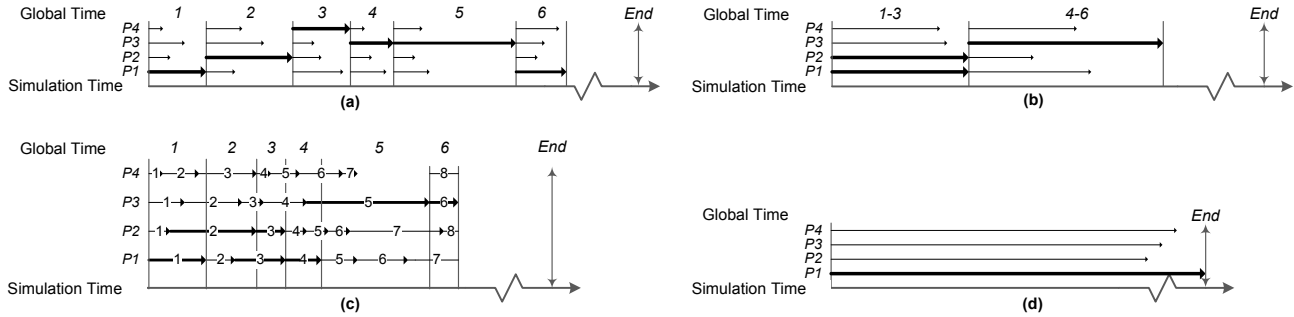 Global Time 1 2 3 4 5 6 End
P4
P3
P2
P1
Simulation Time
(a)
Global Time 1-3 4-6 End
P4
P3
P2
P1
Simulation Time
(b)
Global Time 1 2 3 4 5 6 End
P4 1 2 3 4 5 6 7 8
P3 1 2 3 4 5 6
P2 1 2 3 4 5 6 7 8
P1 1 2 3 4 5 6 7
Simulation Time
(c)
Global Time End
P4
P3
P2
P1
Simulation Time
(d)